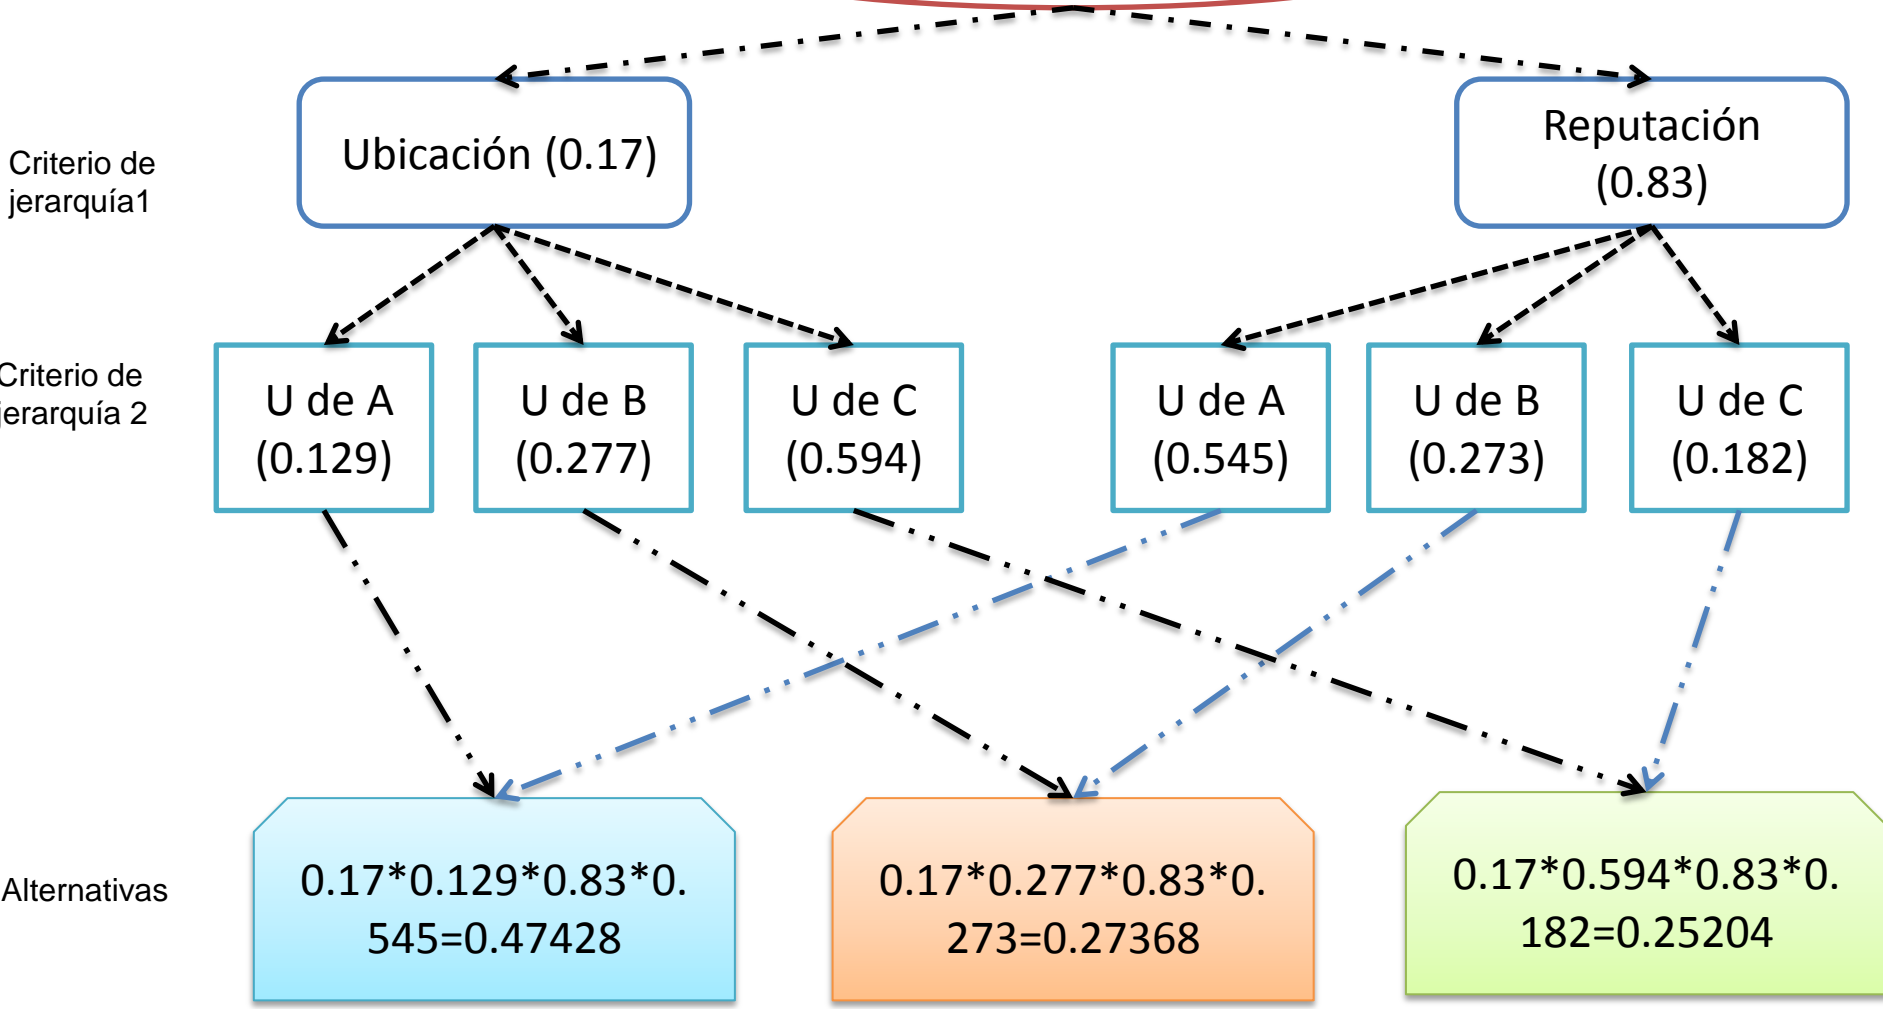 Criterio de
jerarquía1
Ubicación (0.17)
Reputación
(0.83)
Criterio de
jerarquía 2
U de A
(0.129)
U de B
(0.277)
U de C
(0.594)
U de A
(0.545)
U de B
(0.273)
U de C
(0.182)
Alternativas
0.17*0.129*0.83*0.
545=0.47428
0.17*0.277*0.83*0.
273=0.27368
0.17*0.594*0.83*0.
182=0.25204